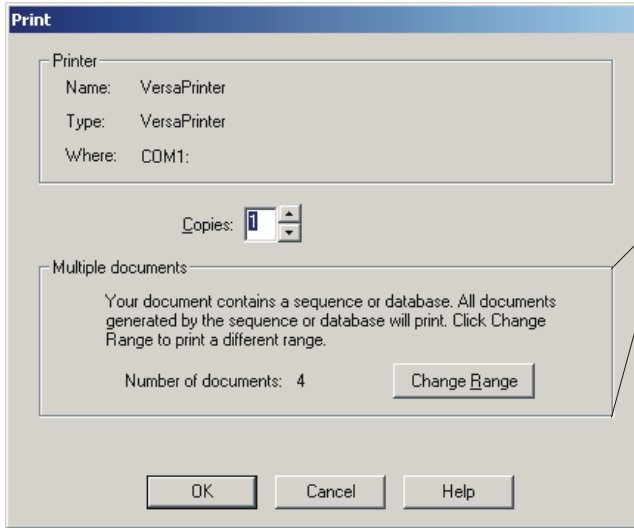 Print
Printer
Name: VersaPrinter
Type: VersaPrinter
Where: COM1:
Copies: 1
Multiple documents
Your document contains a sequence or database. All documents
generated by the sequence or database will print. Click Change
Range to print a different range.
Number of documents: 4 Change Range
OK Cancel Help